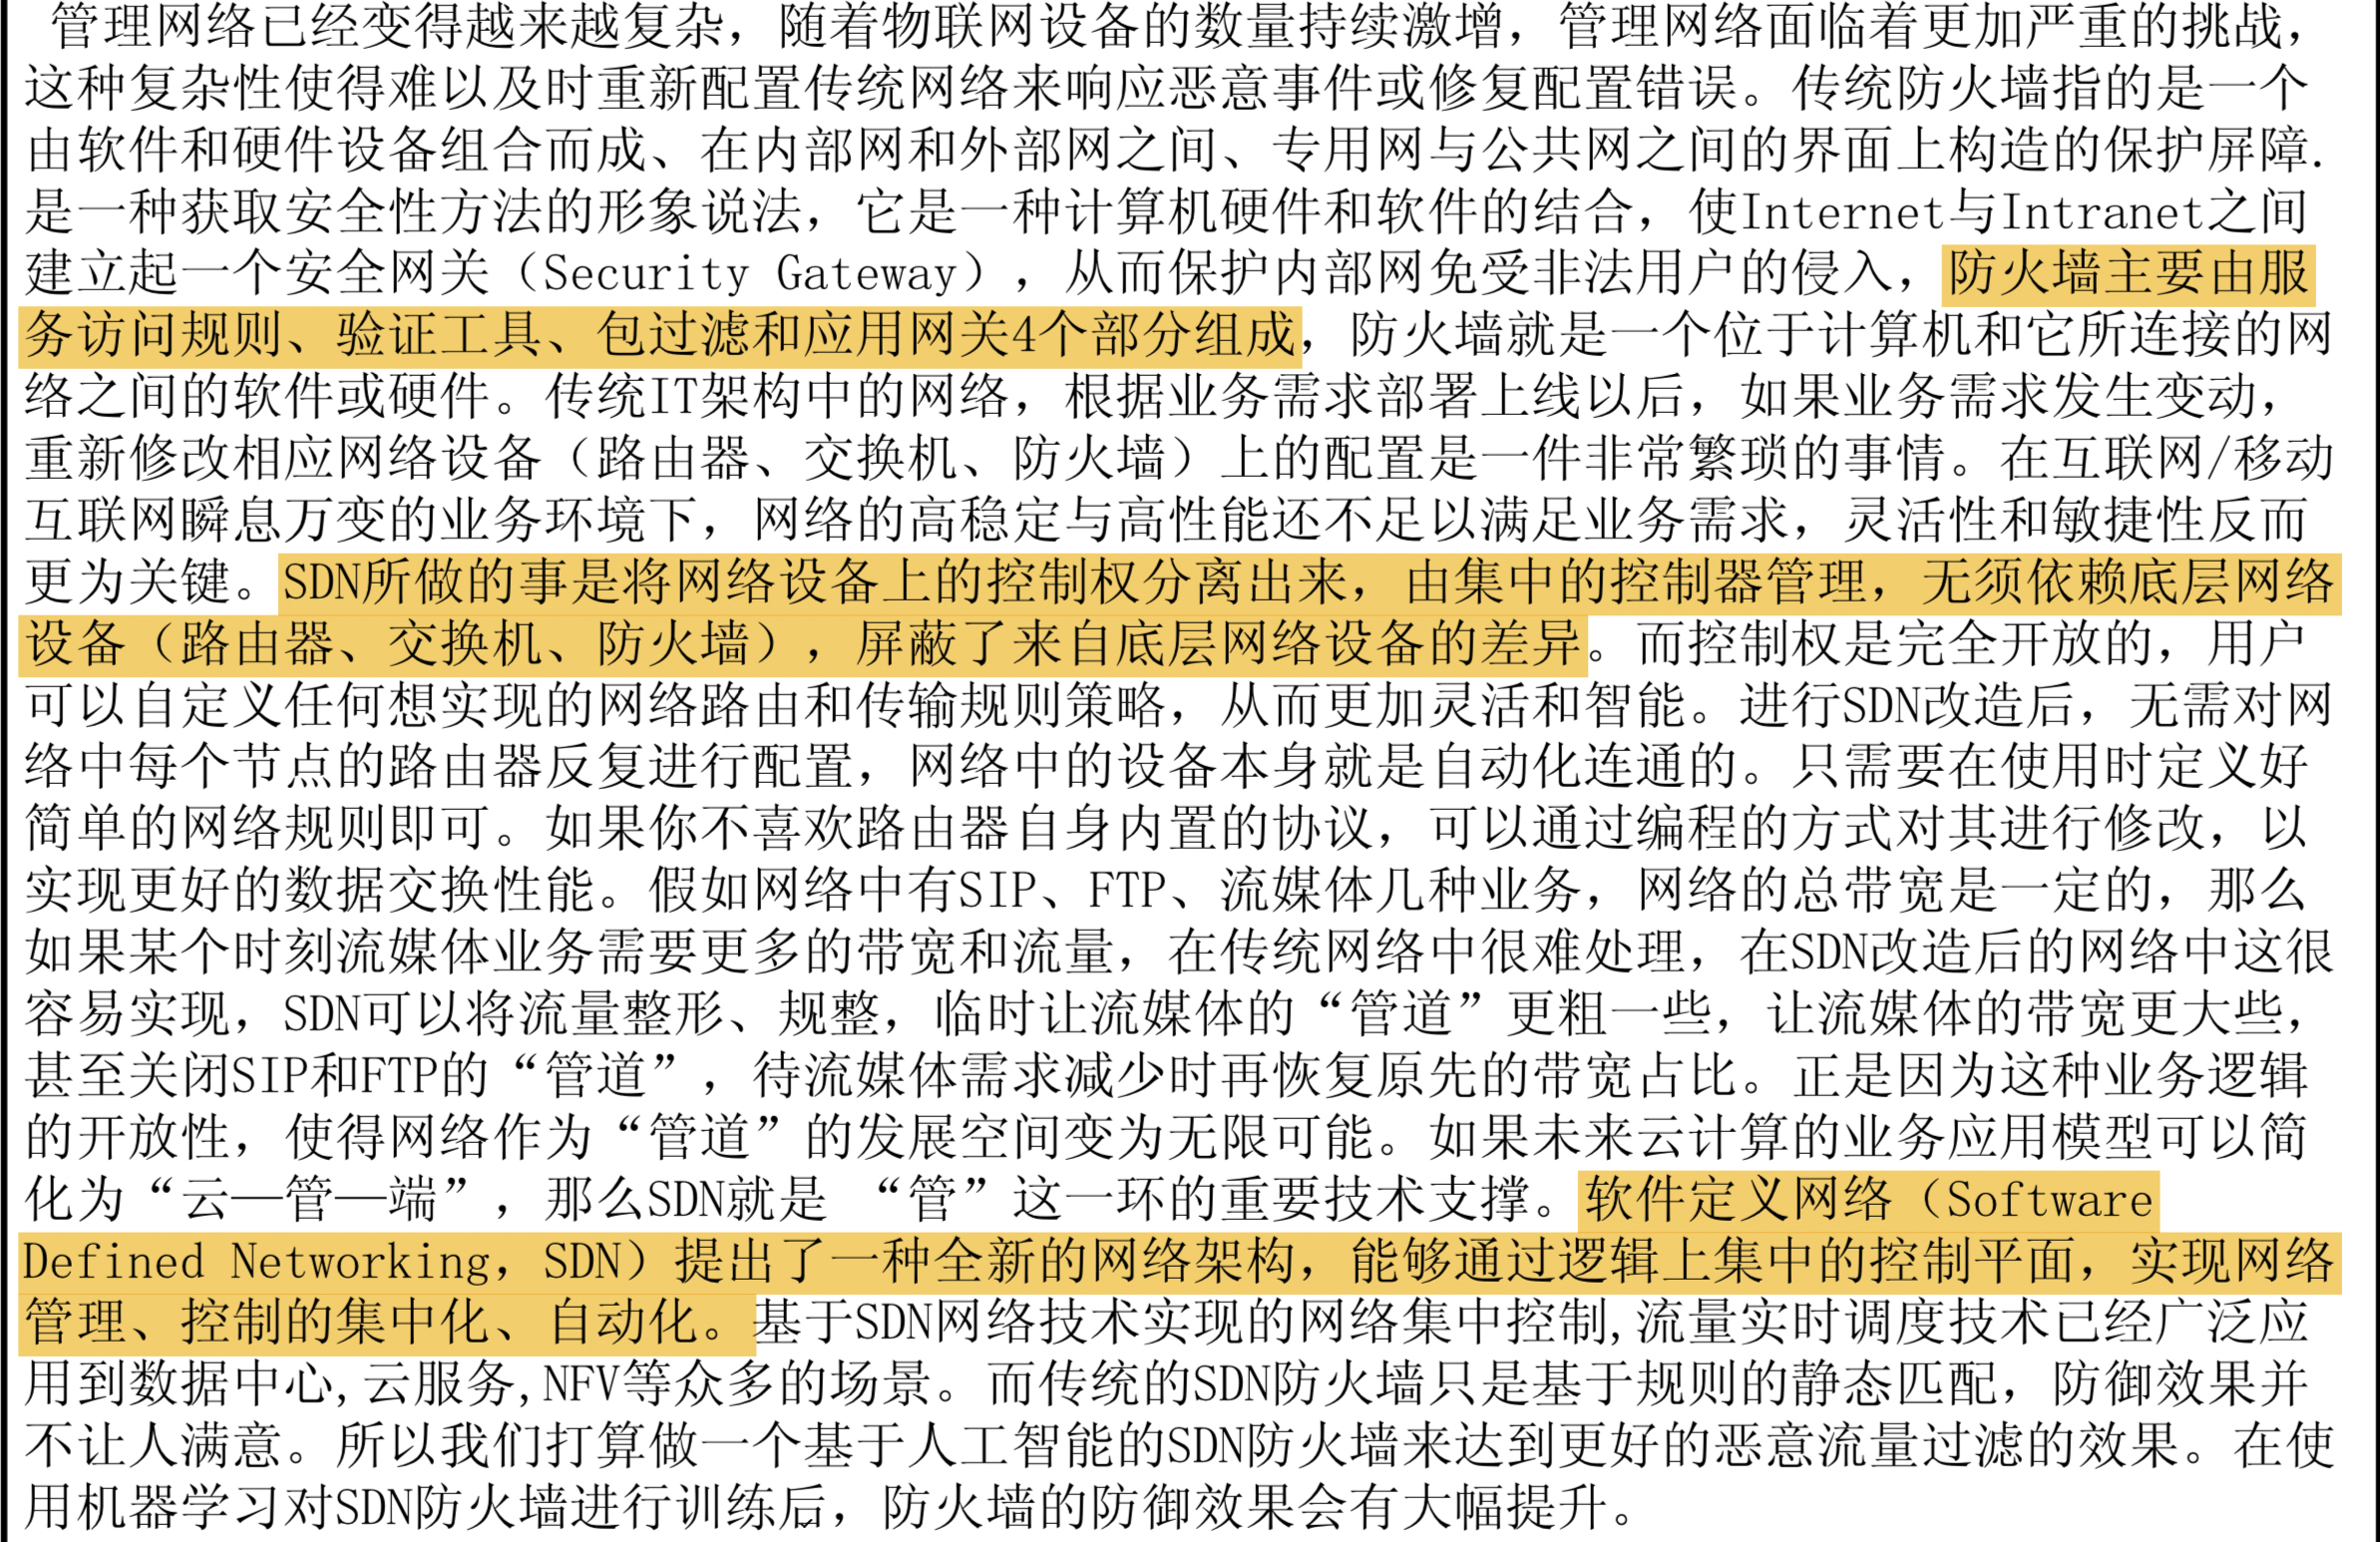 管理网络已经变得越来越复杂，随着物联网设备的数量持续激增，管理网络面临着更加严重的挑战，
这种复杂性使得难以及时重新配置传统网络来响应恶意事件或修复配置错误。传统防火墙指的是一个
由软件和硬件设备组合而成、在内部网和外部网之间、专用网与公共网之间的界面上构造的保护屏障.
是一种获取安全性方法的形象说法，它是一种计算机硬件和软件的结合，使Internet与Intranet之间
建立起一个安全网关（Security Gateway），从而保护内部网免受非法用户的侵入，防火墙主要由服
务访问规则、验证工具、包过滤和应用网关4个部分组成，防火墙就是一个位于计算机和它所连接的网
络之间的软件或硬件。传统IT架构中的网络，根据业务需求部署上线以后，如果业务需求发生变动，
重新修改相应网络设备（路由器、交换机、防火墙）上的配置是一件非常繁琐的事情。在互联网/移动
互联网瞬息万变的业务环境下，网络的高稳定与高性能还不足以满足业务需求，灵活性和敏捷性反而
更为关键。SDN所做的事是将网络设备上的控制权分离出来，由集中的控制器管理，无须依赖底层网络
设备（路由器、交换机、防火墙），屏蔽了来自底层网络设备的差异。而控制权是完全开放的，用户
可以自定义任何想实现的网络路由和传输规则策略，从而更加灵活和智能。进行SDN改造后，无需对网
络中每个节点的路由器反复进行配置，网络中的设备本身就是自动化连通的。只需要在使用时定义好
简单的网络规则即可。如果你不喜欢路由器自身内置的协议，可以通过编程的方式对其进行修改，以
实现更好的数据交换性能。假如网络中有SIP、FTP、流媒体几种业务，网络的总带宽是一定的，那么
如果某个时刻流媒体业务需要更多的带宽和流量，在传统网络中很难处理，在SDN改造后的网络中这很
容易实现，SDN可以将流量整形、规整，临时让流媒体的“管道”更粗一些，让流媒体的带宽更大些，
甚至关闭SIP和FTP的“管道”，待流媒体需求减少时再恢复原先的带宽占比。正是因为这种业务逻辑
的开放性，使得网络作为“管道”的发展空间变为无限可能。如果未来云计算的业务应用模型可以简
化为“云—管—端”，那么SDN就是 “管”这一环的重要技术支撑。软件定义网络（Software
Defined Networking，SDN）提出了一种全新的网络架构，能够通过逻辑上集中的控制平面，实现网络
管理、控制的集中化、自动化。基于SDN网络技术实现的网络集中控制,流量实时调度技术已经广泛应
用到数据中心,云服务,NFV等众多的场景。而传统的SDN防火墙只是基于规则的静态匹配，防御效果并
不让人满意。所以我们打算做一个基于人工智能的SDN防火墙来达到更好的恶意流量过滤的效果。在使
用机器学习对SDN防火墙进行训练后，防火墙的防御效果会有大幅提升。